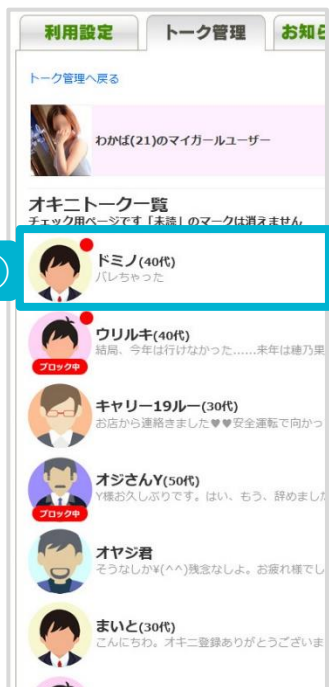 利用設定
トーク管理
お知ら
トーク管理へ戻る
わかば(21)のマイガールユーザー
オキニトーク一覧
チェック用ページです「未読」のマークは消えません
ドミノ(40代)
バレちゃった
ウリルキ(40代)
結局、今年は行けなかった……来年は穂乃果
ブロック中
キャリー19ルー(30代)
お店から連絡きました♥♥安全運転で向かっ
オジさんY(50代)
Y様お久しぶりです。はい、もう、辞めました
ブロック中
オヤジ君
そうなしか¥(^^)残念なしよ。お疲れ様でし
まいと(30代)
こんにちわ。オキニ登録ありがとうございま